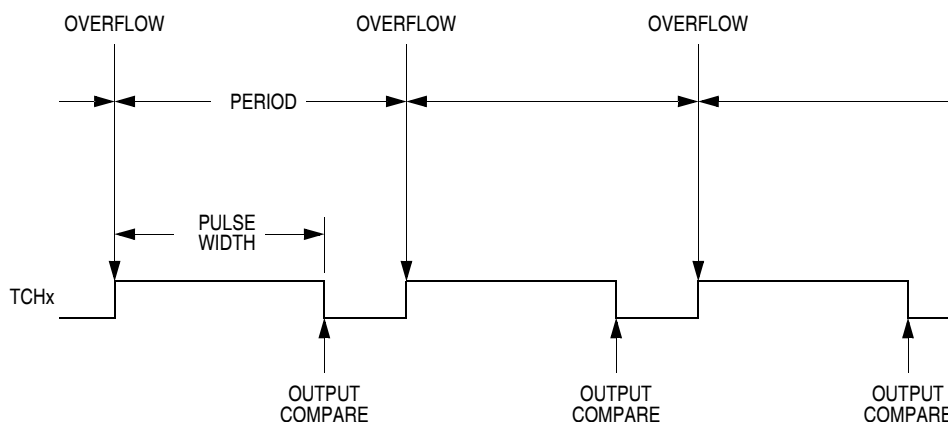 OVERFLOW
OVERFLOW
OVERFLOW
PERIOD
PULSE
WIDTH
TCHx
OUTPUT
COMPARE
OUTPUT
COMPARE
OUTPUT
COMPARE